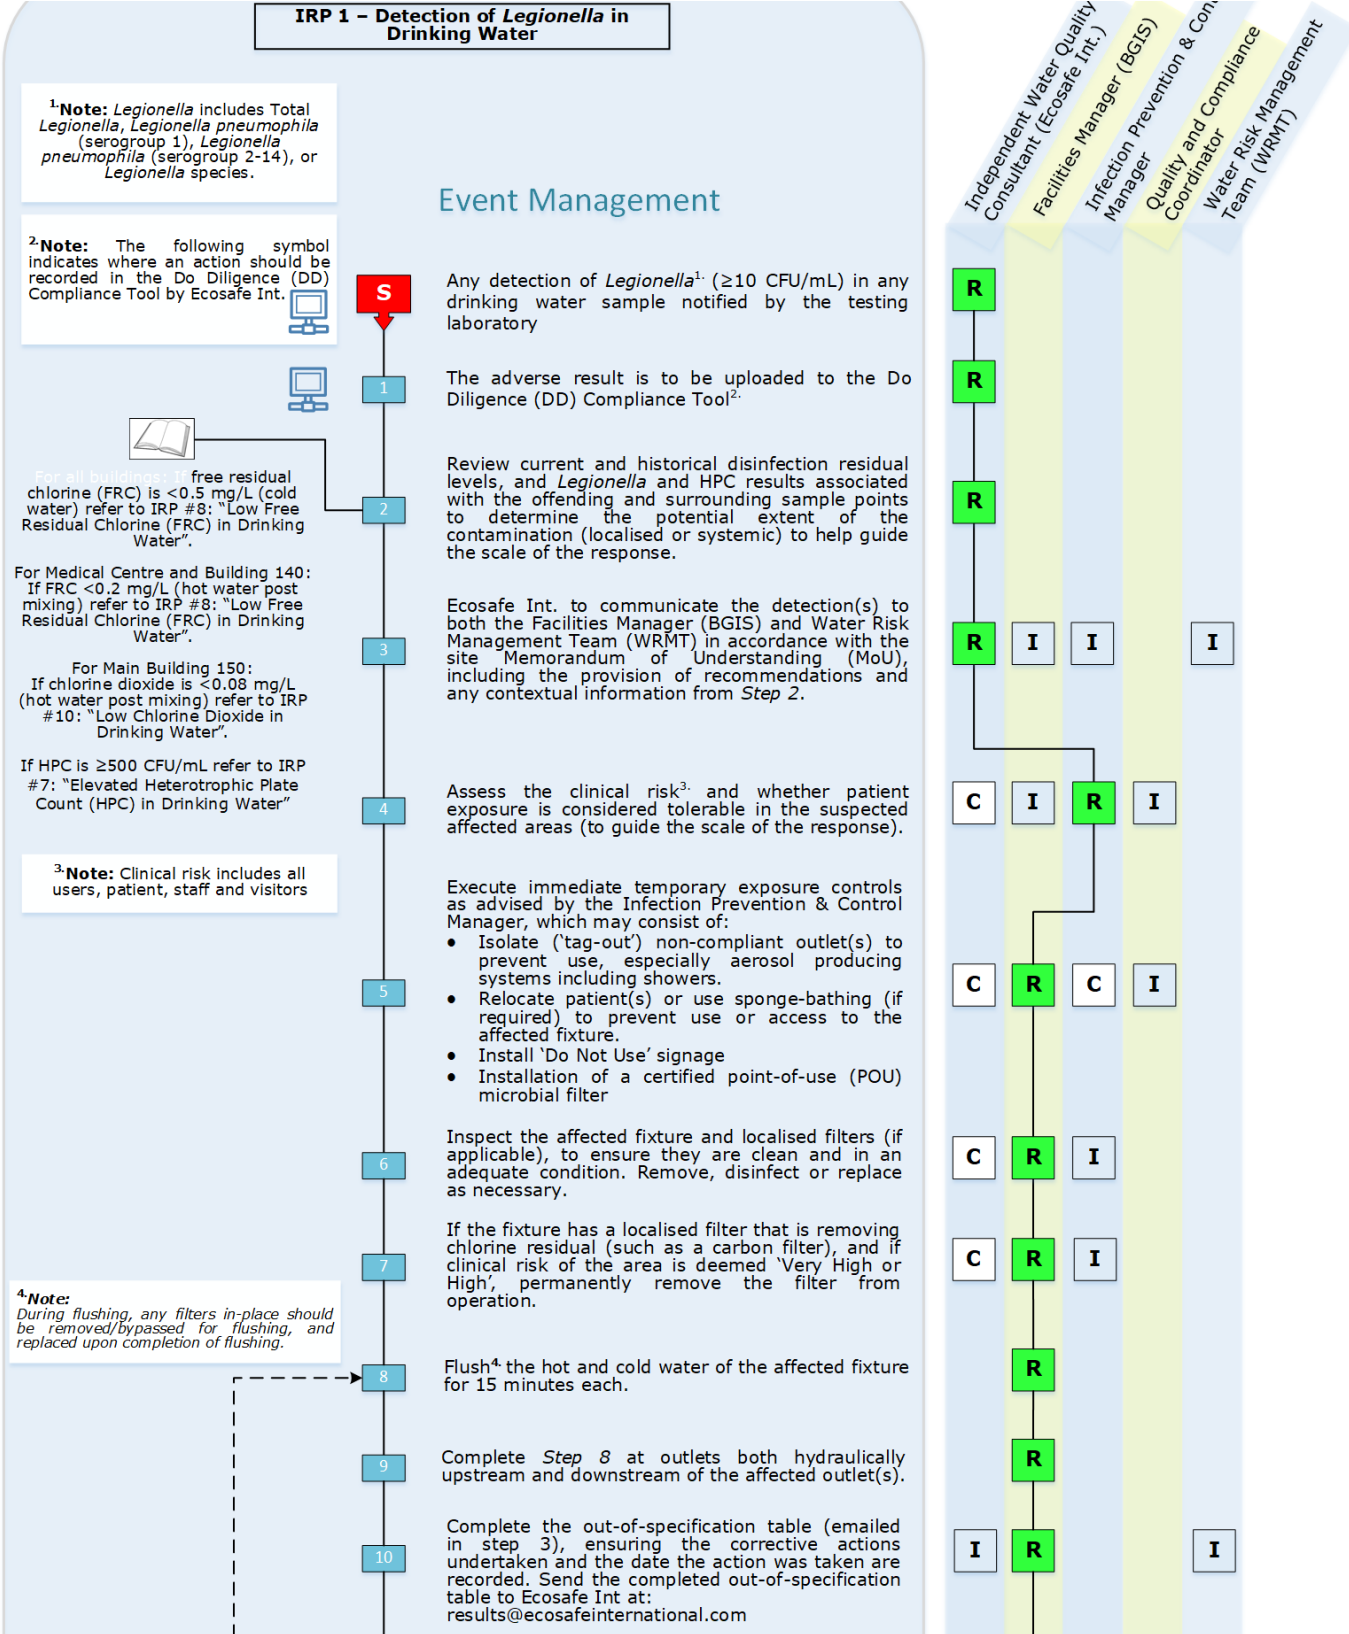 IRP 1 – Detection of Legionella in
Drinking Water
Independent Water Quality
Consultant (Ecosafe Int.)
Facilities Manager (BGIS)
Infection Prevention &
Manager
Quality and Compliance
Coordinator
Water Risk Management
Team (WRMT)
1.Note: Legionella includes Total
Legionella, Legionella pneumophila
(serogroup 1), Legionella
pneumophila (serogroup 2-14), or
Legionella species.
Event Management
2.Note: The following symbol
indicates where an action should be
recorded in the Do Diligence (DD)
Compliance Tool by Ecosafe Int.
S
Any detection of Legionella1. (≥10 CFU/mL) in any
drinking water sample notified by the testing
laboratory
R
1
The adverse result is to be uploaded to the Do
Diligence (DD) Compliance Tool2.
R
For all buildings: If free residual
chlorine (FRC) is <0.5 mg/L (cold
water) refer to IRP #8: “Low Free
Residual Chlorine (FRC) in Drinking
Water”.
For Medical Centre and Building 140:
If FRC <0.2 mg/L (hot water post
mixing) refer to IRP #8: “Low Free
Residual Chlorine (FRC) in Drinking
Water”.
For Main Building 150:
If chlorine dioxide is <0.08 mg/L
(hot water post mixing) refer to IRP
#10: “Low Chlorine Dioxide in
Drinking Water”.
If HPC is ≥500 CFU/mL refer to IRP
#7: “Elevated Heterotrophic Plate
Count (HPC) in Drinking Water”
2
Review current and historical disinfection residual
levels, and Legionella and HPC results associated
with the offending and surrounding sample points
to determine the potential extent of the
contamination (localised or systemic) to help guide
the scale of the response.
R
3
Ecosafe Int. to communicate the detection(s) to
both the Facilities Manager (BGIS) and Water Risk
Management Team (WRMT) in accordance with the
site Memorandum of Understanding (MoU),
including the provision of recommendations and
any contextual information from Step 2.
R I I I
4
Assess the clinical risk3. and whether patient
exposure is considered tolerable in the suspected
affected areas (to guide the scale of the response).
C I R I
3.Note: Clinical risk includes all
users, patient, staff and visitors
5
Execute immediate temporary exposure controls
as advised by the Infection Prevention & Control
Manager, which may consist of:
● Isolate (‘tag-out’) non-compliant outlet(s) to
prevent use, especially aerosol producing
systems including showers.
● Relocate patient(s) or use sponge-bathing (if
required) to prevent use or access to the
affected fixture.
● Install ‘Do Not Use’ signage
● Installation of a certified point-of-use (POU)
microbial filter
C R C I
6
Inspect the affected fixture and localised filters (if
applicable), to ensure they are clean and in an
adequate condition. Remove, disinfect or replace
as necessary.
C R I
7
If the fixture has a localised filter that is removing
chlorine residual (such as a carbon filter), and if
clinical risk of the area is deemed ‘Very High or
High’, permanently remove the filter from
operation.
C R I
4.Note:
During flushing, any filters in-place should
be removed/bypassed for flushing, and
replaced upon completion of flushing.
8
Flush4. the hot and cold water of the affected fixture
for 15 minutes each.
R
9
Complete Step 8 at outlets both hydraulically
upstream and downstream of the affected outlet(s).
R
10
Complete the out-of-specification table (emailed
in step 3), ensuring the corrective actions
undertaken and the date the action was taken are
recorded. Send the completed out-of-specification
table to Ecosafe Int at:
results@ecosafeinternational.com
I R I